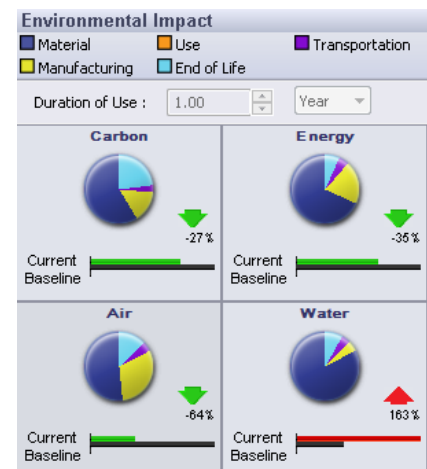 Environmental Impact
Material Use Transportation
Manufacturing End of Life
Duration of Use : 1.00 Year
Carbon Energy
-27 % -35 %
Current Current
Baseline Baseline
Air Water
-64% 163 %
Current Current
Baseline Baseline